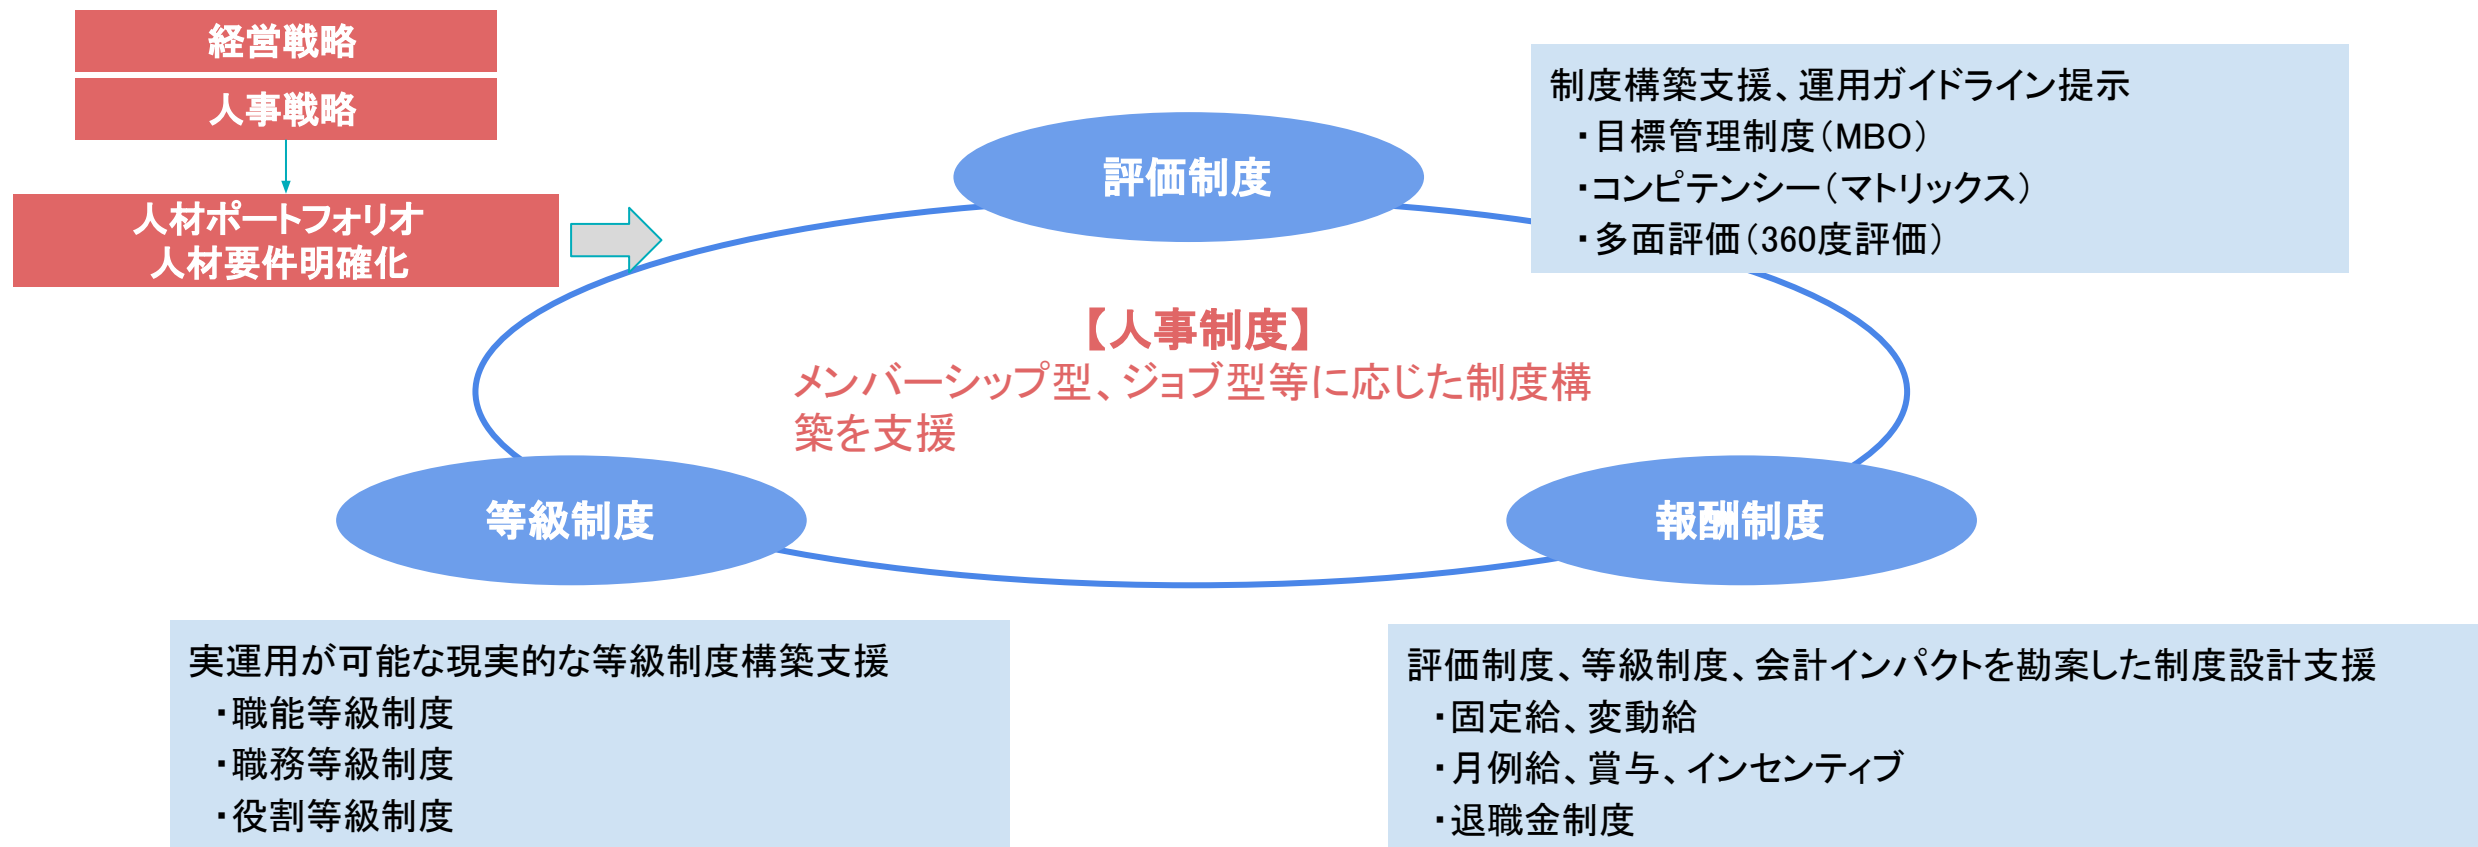 経営戦略
人事戦略
人材ポートフォリオ
人材要件明確化
評価制度
制度構築支援、運用ガイドライン提示
・目標管理制度(MBO)
・コンピテンシー(マトリックス)
・多面評価(360度評価)
【人事制度】
メンバーシップ型、ジョブ型等に応じた制度構
築を支援
等級制度
報酬制度
実運用が可能な現実的な等級制度構築支援
・職能等級制度
・職務等級制度
・役割等級制度
評価制度、等級制度、会計インパクトを勘案した制度設計支援
・固定給、変動給
・月例給、賞与、インセンティブ
・退職金制度